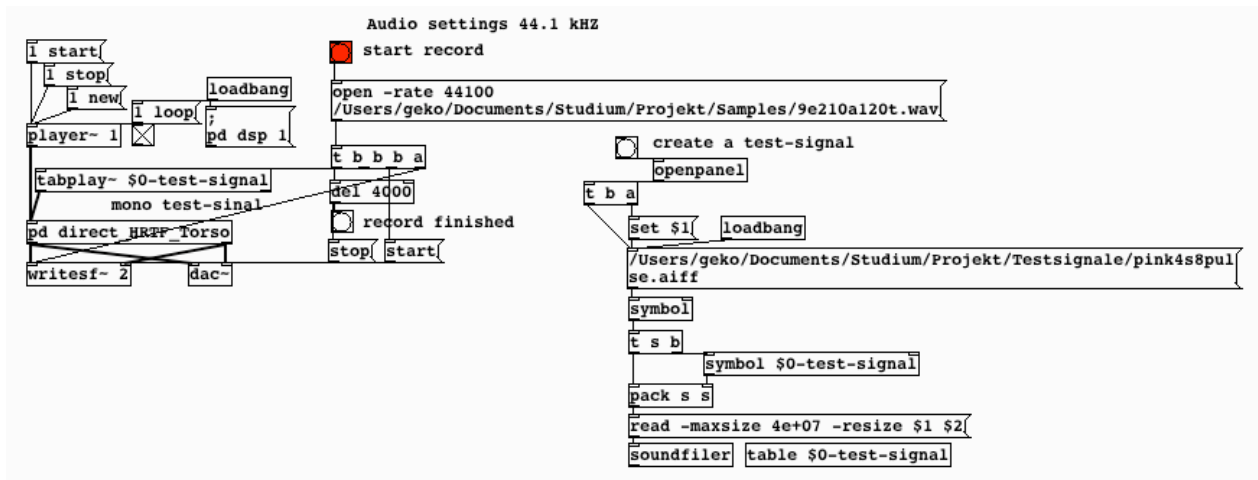 Audio settings 44.1 kHZ
start record
1 start
1 stop
1 new
1 loop
loadbang
;
pd dsp 1
player~ 1
open -rate 44100
/Users/geko/Documents/Studium/Projekt/Samples/9e210a120t.wav
t b b b a
tabplay~ $0-test-signal
mono test-sinal
del 4000
record finished
pd direct_HRTF_Torso
stop
start
writesf~ 2
dac~
create a test-signal
openpanel
t b a
set $1
loadbang
/Users/geko/Documents/Studium/Projekt/Testsignale/pink4s8pul
se.aiff
symbol
t s b
symbol $0-test-signal
pack s s
read -maxsize 4e+07 -resize $1 $2
soundfiler
table $0-test-signal